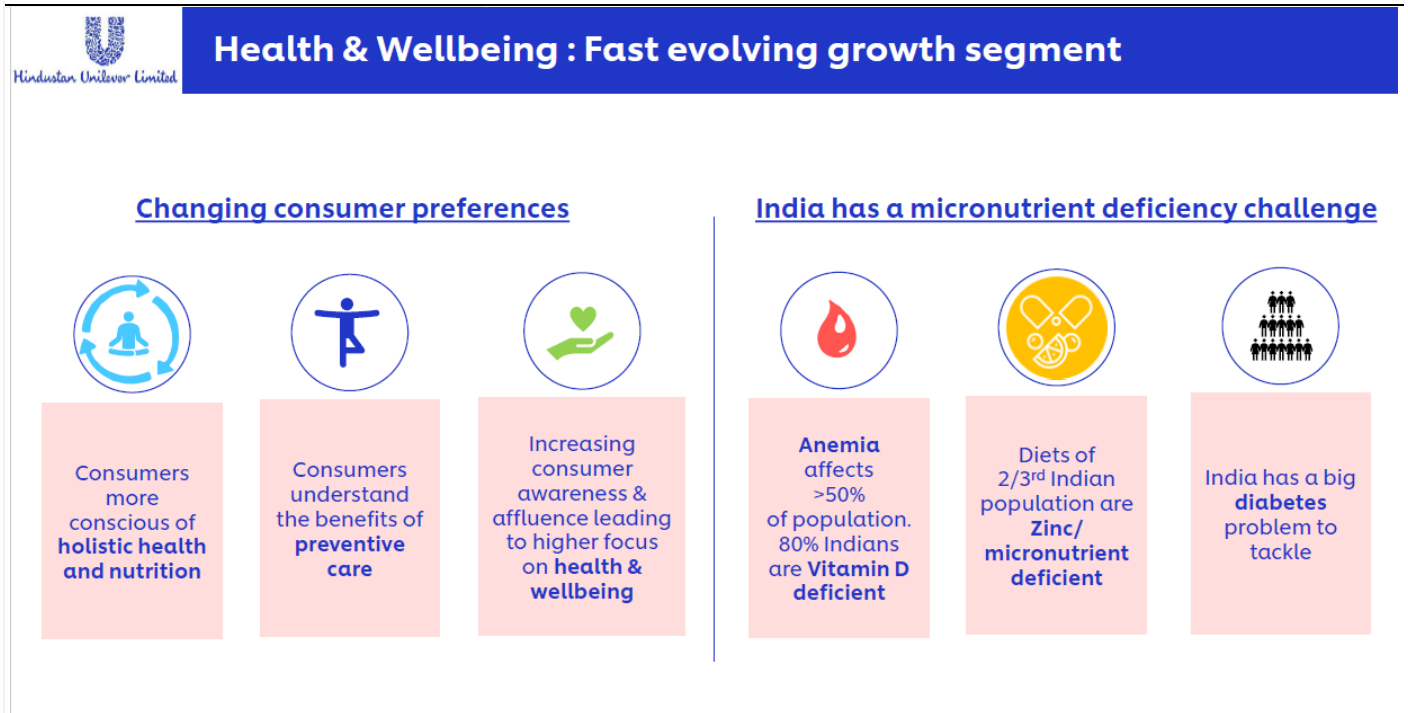 Hindustan Unilever Limited
Health & Wellbeing : Fast evolving growth segment
Changing consumer preferences
Consumers
more
conscious of
holistic health
and nutrition
Consumers
understand
the benefits of
preventive
care
Increasing
consumer
awareness &
affluence leading
to higher focus
on health &
wellbeing
India has a micronutrient deficiency challenge
Anemia
affects
>50%
of population.
80% Indians
are Vitamin D
deficient
Diets of
2/3rd Indian
population are
Zinc/
micronutrient
deficient
India has a big
diabetes
problem to
tackle